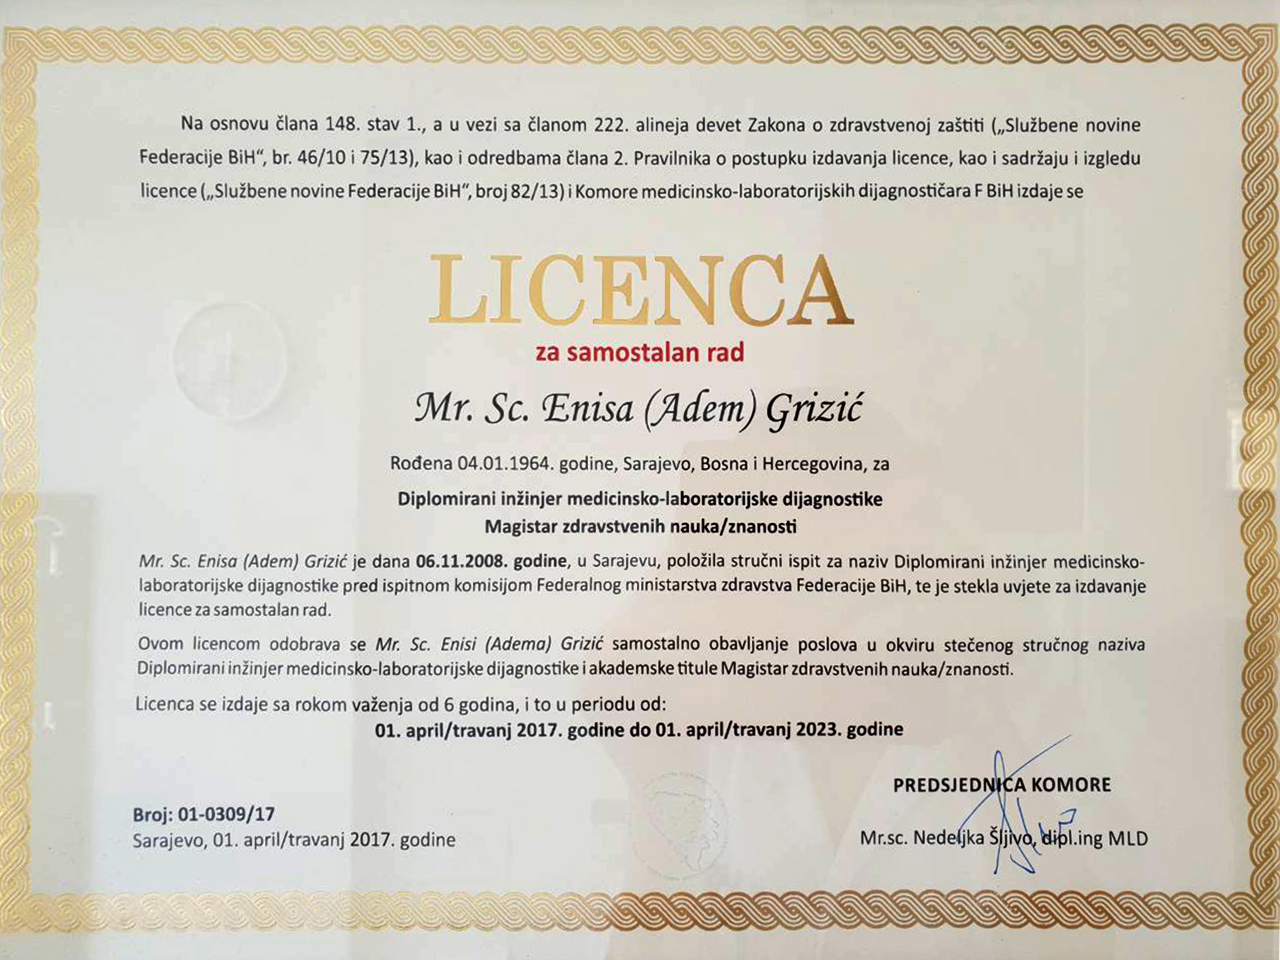 Na osnovu člana 148. stav 1., a u vezi sa članom 222. alineja devet Zakona o zdravstvenoj zaštiti („Službene novine
Federacije BiH“, br. 46/10 i 75/13), kao i odredbama člana 2. Pravilnika o postupku izdavanja licence, kao i sadržaju i izgledu
licence („Službene novine Federacije BiH“, broj 82/13) i Komore medicinsko-laboratorijskih dijagnostičara F BiH izdaje se
LICENCA
za samostalan rad
Mr. Sc. Enisa (Adem) Grizić
Rođena 04.01.1964. godine, Sarajevo, Bosna i Hercegovina, za
Diplomirani inžinjer medicinsko-laboratorijske dijagnostike
Magistar zdravstvenih nauka/znanosti
Mr. Sc. Enisa (Adem) Grizić je dana 06.11.2008. godine, u Sarajevu, položila stručni ispit za naziv Diplomirani inžinjer medicinsko-
laboratorijske dijagnostike pred ispitnom komisijom Federalnog ministarstva zdravstva Federacije BiH, te je stekla uvjete za izdavanje
licence za samostalan rad.
Ovom licencom odobrava se Mr. Sc. Enisi (Adema) Grizić samostalno obavljanje poslova u okviru stečenog stručnog naziva
Diplomirani inžinjer medicinsko-laboratorijske dijagnostike i akademske titule Magistar zdravstvenih nauka/znanosti.
Licenca se izdaje sa rokom važenja od 6 godina, i to u periodu od:
01. april/travanj 2017. godine do 01. april/travanj 2023. godine
PREDSJEDNICA KOMORE
Broj: 01-0309/17
Mr.sc. Nedeljka Šljivo, dipl.ing MLD
Sarajevo, 01. april/travanj 2017. godine